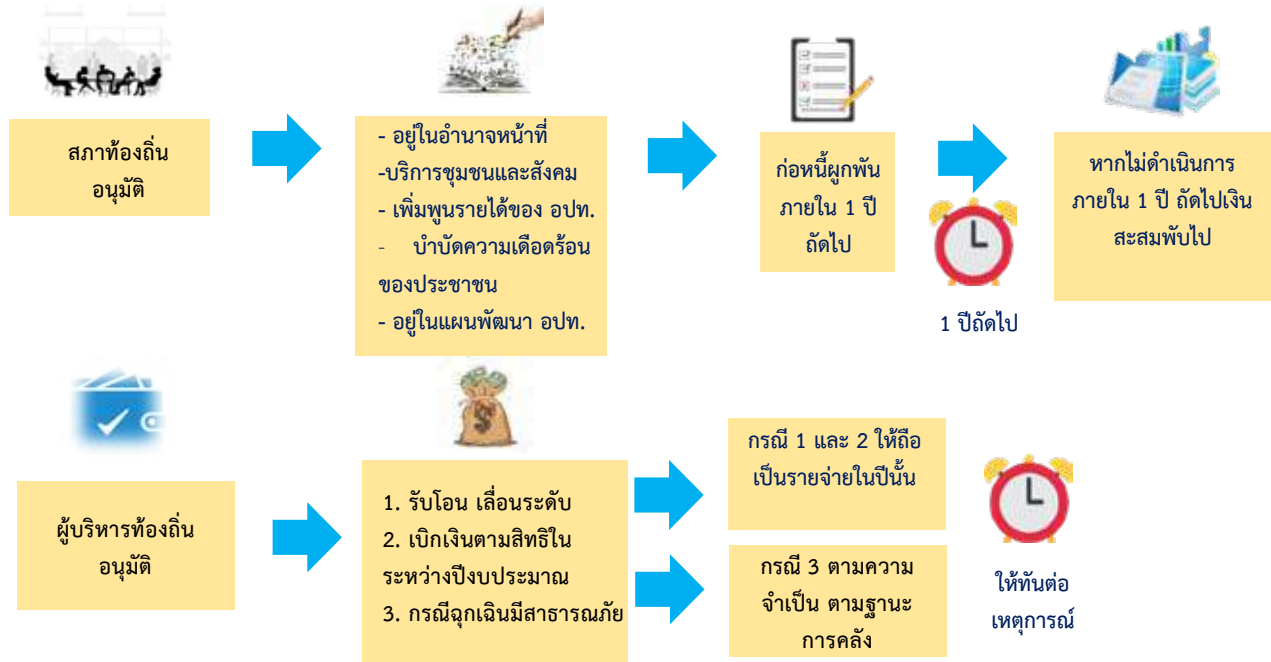 สภาท้องถิ่น
อนุมัติ
- อยู่ในอำนาจหน้าที่
-บริการชุมชนและสังคม
- เพิ่มพูนรายได้ของ อปท.
- บำบัดความเดือดร้อน
ของประชาชน
- อยู่ในแผนพัฒนา อปท.
ก่อหนี้ผูกพัน
ภายใน 1 ปี
ถัดไป
1 ปีถัดไป
หากไม่ดำเนินการ
ภายใน 1 ปี ถัดไปเงิน
สะสมพับไป
ผู้บริหารท้องถิ่น
อนุมัติ
1. รับโอน เลื่อนระดับ
2. เบิกเงินตามสิทธิใน
ระหว่างปีงบประมาณ
3. กรณีฉุกเฉินมีสาธารณภัย
กรณี 1 และ 2 ให้ถือ
เป็นรายจ่ายในปีนั้น
กรณี 3 ตามความ
จำเป็น ตามฐานะ
การคลัง
ให้ทันต่อ
เหตุการณ์